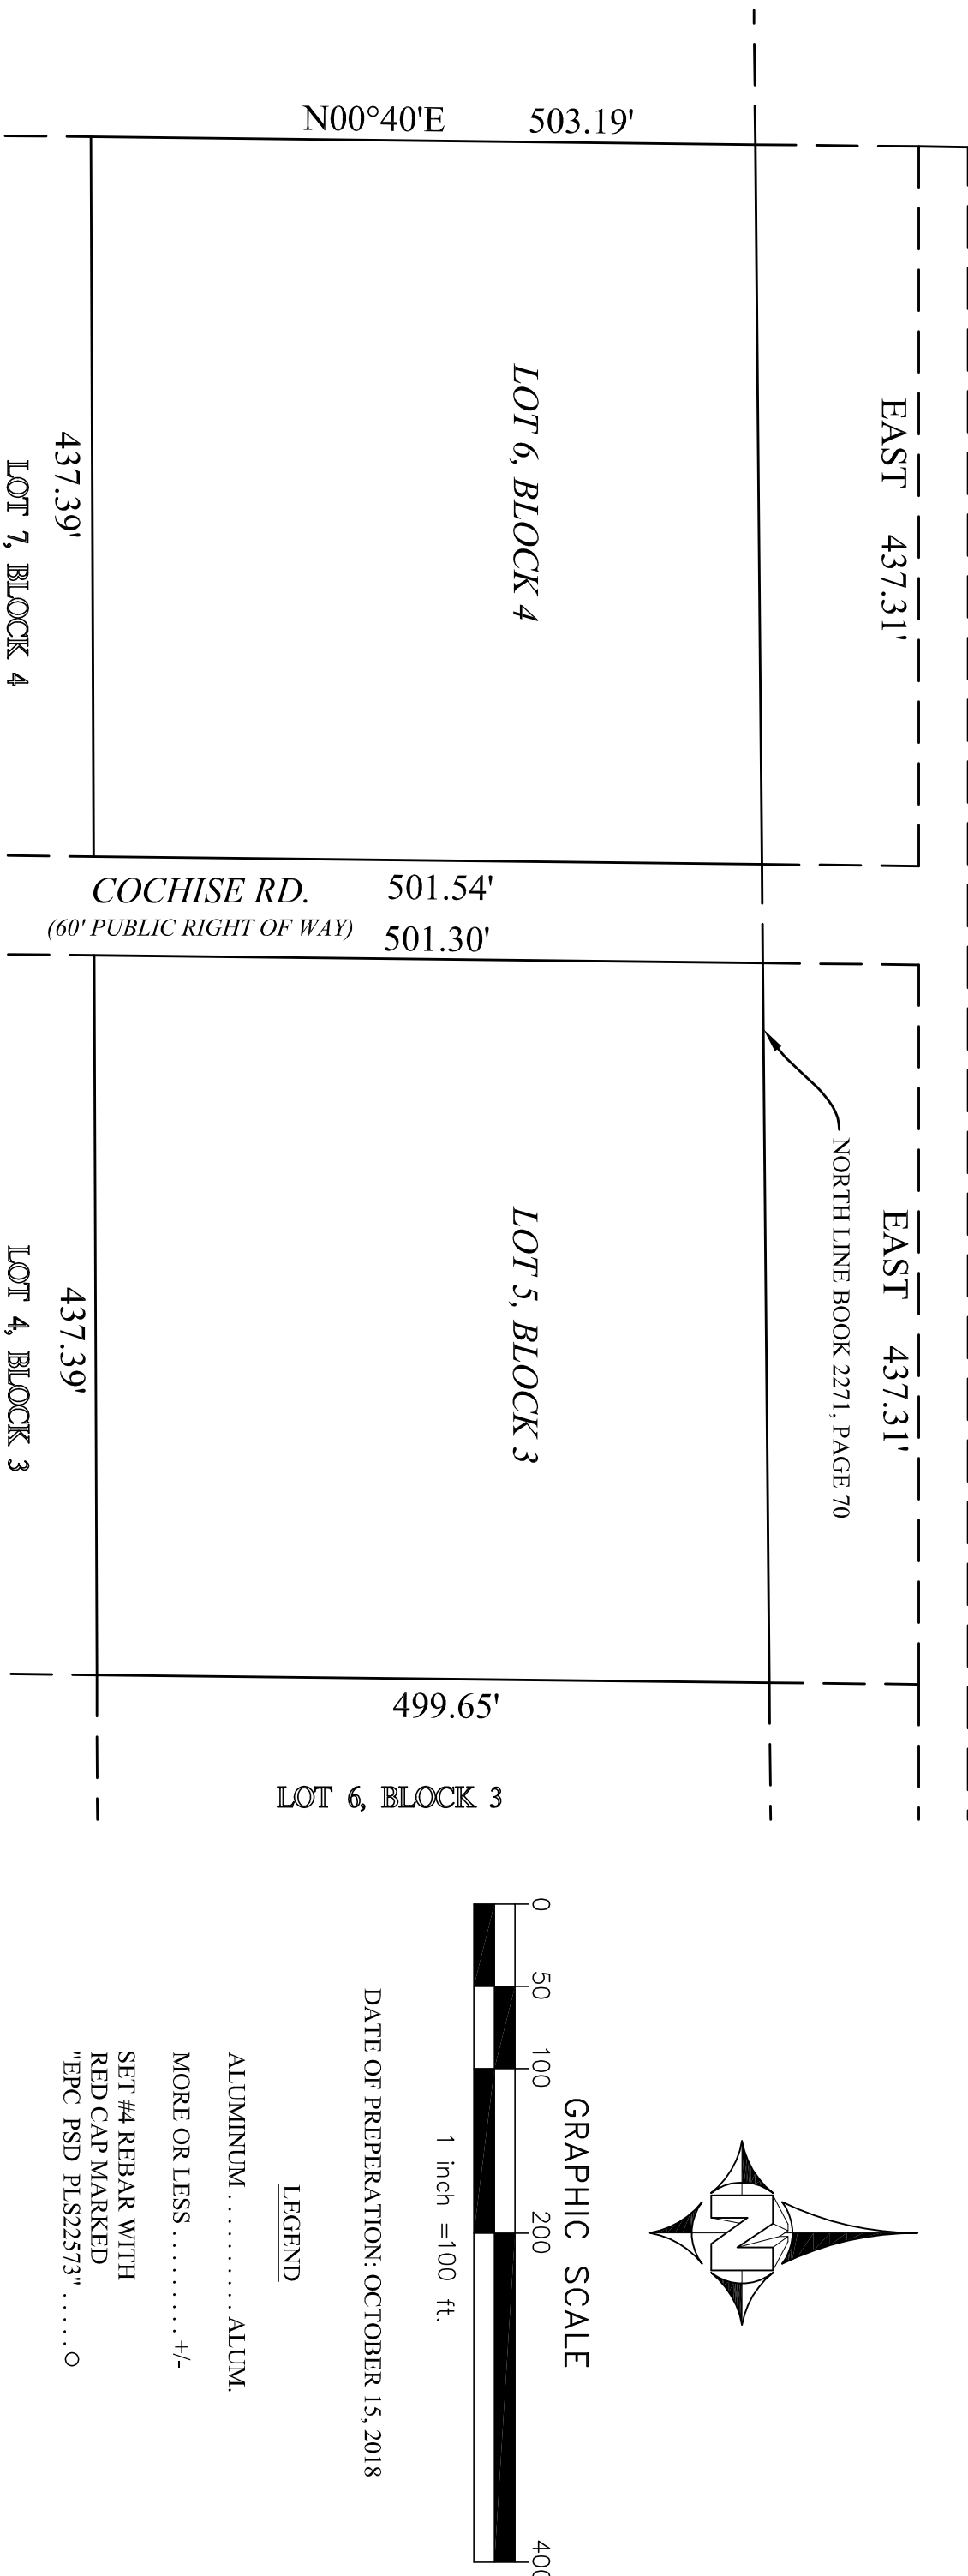 N00°40'E 503.19'
EAST 437.31'
LOT 6, BLOCK 4
437.39'
LOT 7, BLOCK 4
COCHISE RD. 501.54'
(60' PUBLIC RIGHT OF WAY) 501.30'
NORTH LINE BOOK 2271, PAGE 70
EAST 437.31'
LOT 5, BLOCK 3
437.39'
LOT 4, BLOCK 3
499.65'
LOT 6, BLOCK 3
N
GRAPHIC SCALE
0 50 100 200 400
1 inch =100 ft.
DATE OF PREPERATION: OCTOBER 15, 2018
LEGEND
ALUMINUM . . . . . . . . . . ALUM.
MORE OR LESS . . . . . . . . . +/-
SET #4 REBAR WITH
RED CAP MARKED
"EPC PSD PLS22573" . . . . . O